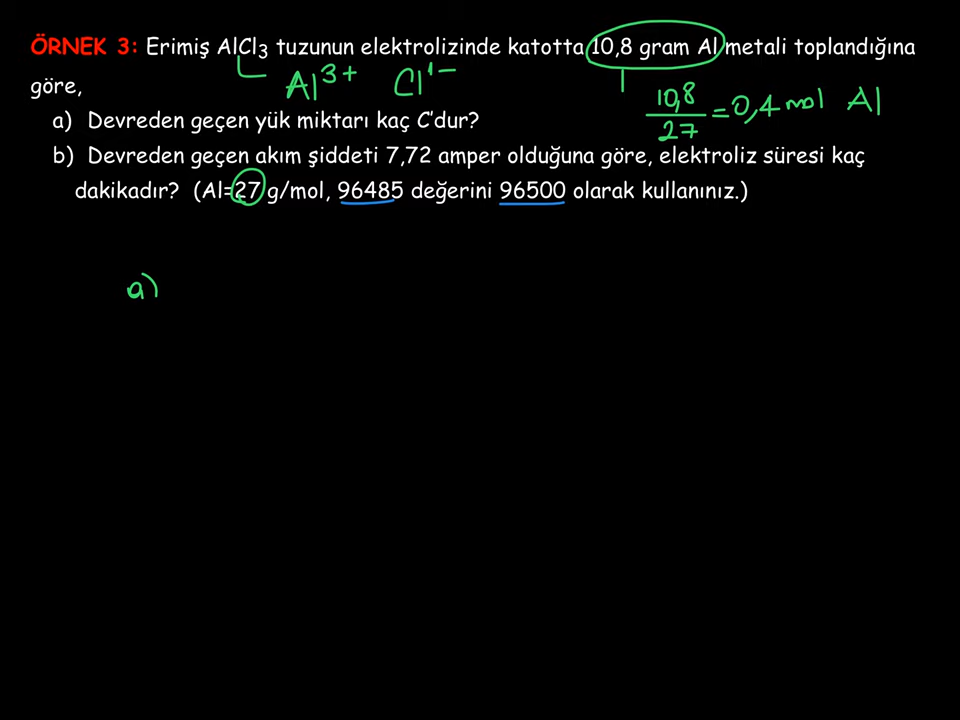 ÖRNEK 3: Erimiş AlCl3 tuzunun elektrolizinde katotta 10,8 gram Al metali toplandığına
göre,
Al3+ Cl1-
10,8
27
=0,4 mol Al
a) Devreden geçen yük miktarı kaç C'dur?
b) Devreden geçen akım şiddeti 7,72 amper olduğuna göre, elektroliz süresi kaç
dakikadır? (Al=27 g/mol, 96485 değerini 96500 olarak kullanınız.)
a)